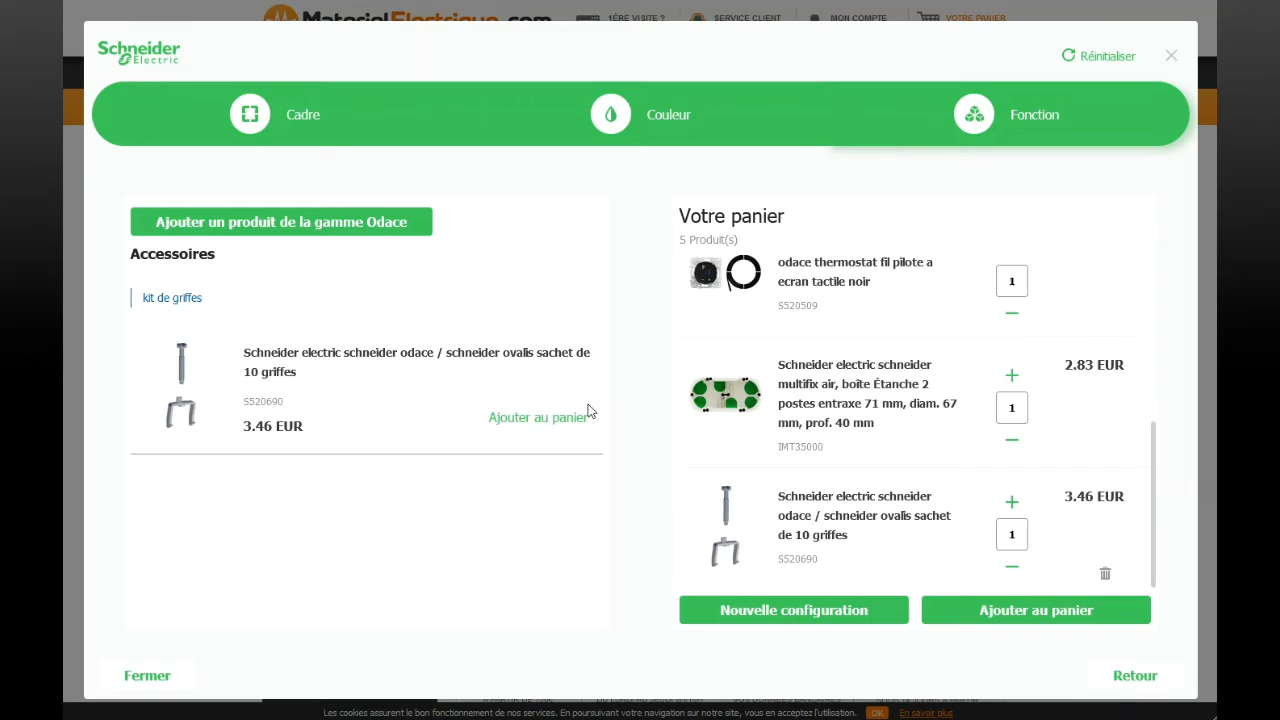 MaterielElectrique.com
1ÈRE VISITE ?
SERVICE CLIENT
MON COMPTE
VOTRE PANIER
Schneider
Electric
Réinitialiser
Cadre
Couleur
Fonction
Ajouter un produit de la gamme Odace
Accessoires
kit de griffes
Schneider electric schneider odace / schneider ovalis sachet de
10 griffes
S520690
3.46 EUR
Ajouter au panier
Votre panier
5 Produit(s)
odace thermostat fil pilote a
ecran tactile noir
S520509
1
Schneider electric schneider
multifix air, boîte Étanche 2
postes entraxe 71 mm, diam. 67
mm, prof. 40 mm
IMT35000
1
2.83 EUR
Schneider electric schneider
odace / schneider ovalis sachet
de 10 griffes
S520690
1
3.46 EUR
Nouvelle configuration
Ajouter au panier
Fermer
Retour
Les cookies assurent le bon fonctionnement de nos services. En poursuivant votre navigation sur notre site, vous en acceptez l'utilisation.
OK
En savoir plus